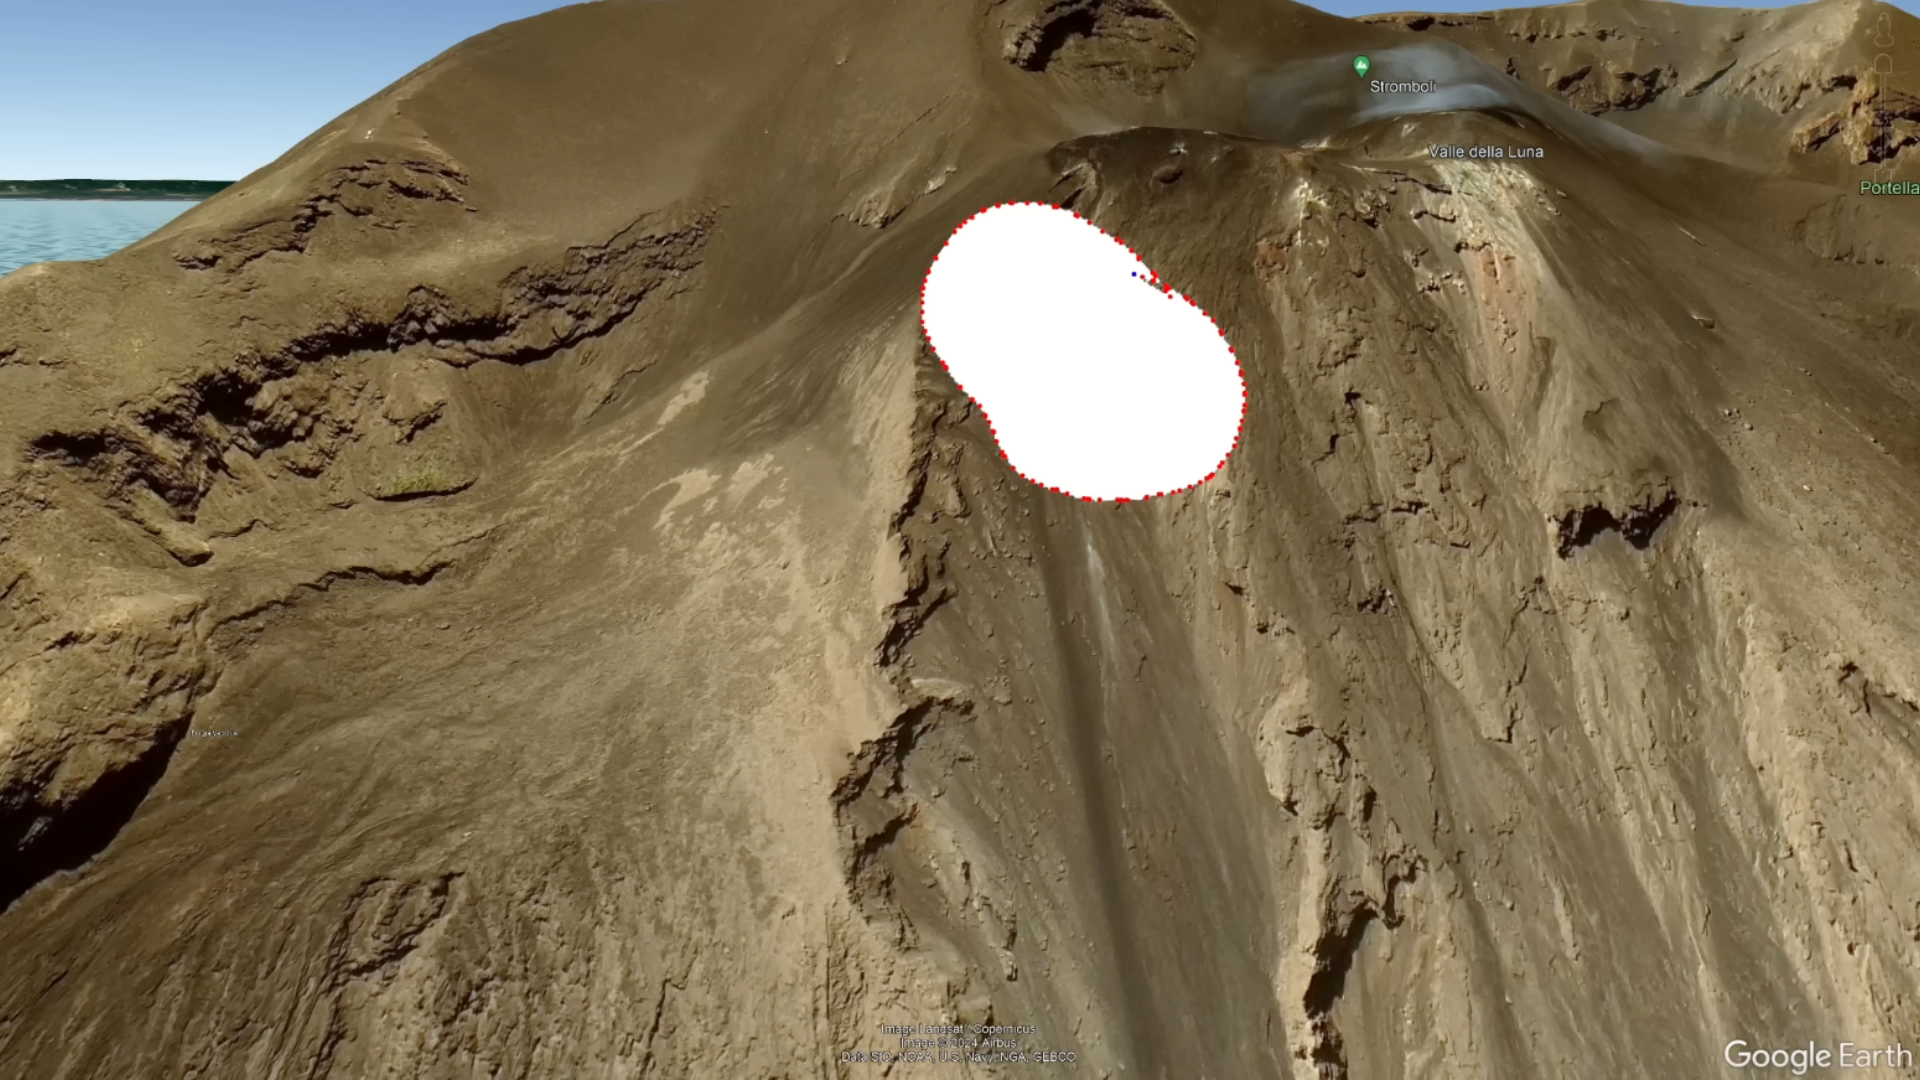 Stromboli
Valle della Luna
Portella
Image Landsat / Copernicus
Image © 2024 Airbus
Data SIO, NOAA, U.S. Navy, NGA, GEBCO
Google Earth